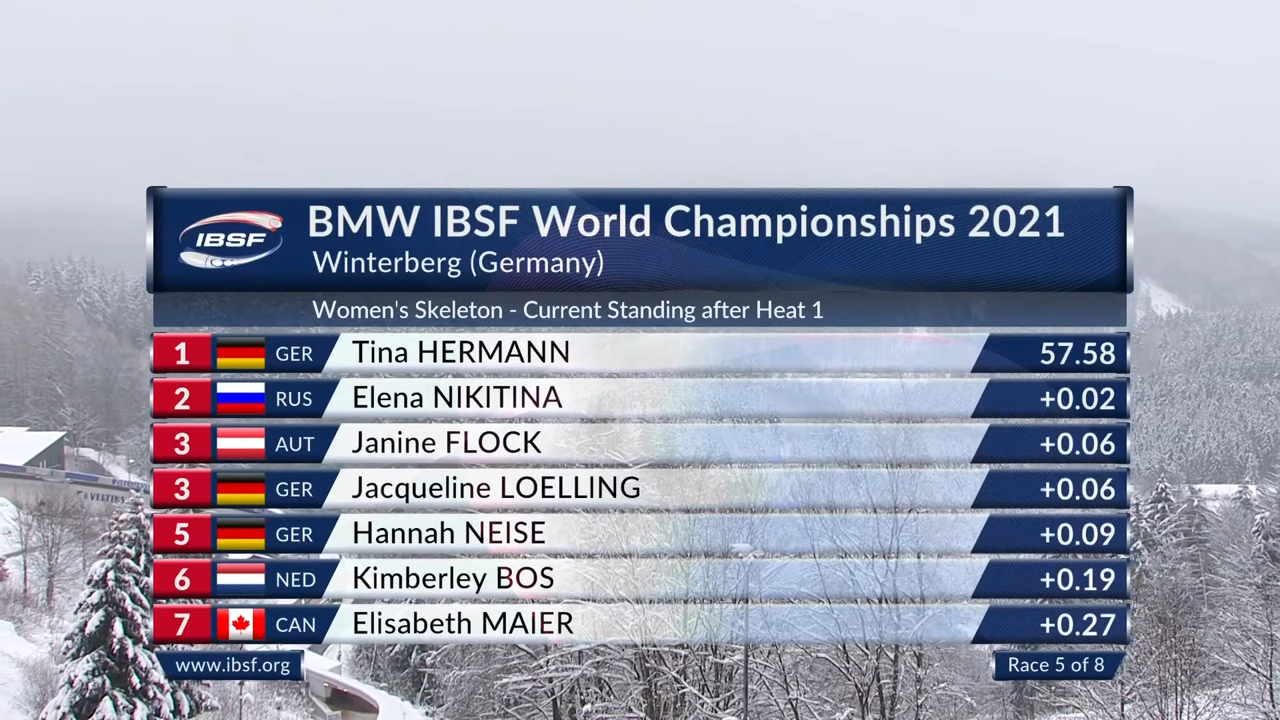 IBSF
BMW IBSF World Championships 2021
Winterberg (Germany)
Women's Skeleton - Current Standing after Heat 1
1 GER Tina HERMANN 57.58
2 RUS Elena NIKITINA +0.02
3 AUT Janine FLOCK +0.06
3 GER Jacqueline LOELLING +0.06
5 GER Hannah NEISE +0.09
6 NED Kimberley BOS +0.19
7 CAN Elisabeth MAIER +0.27
VELTINS
www.ibsf.org
Race 5 of 8